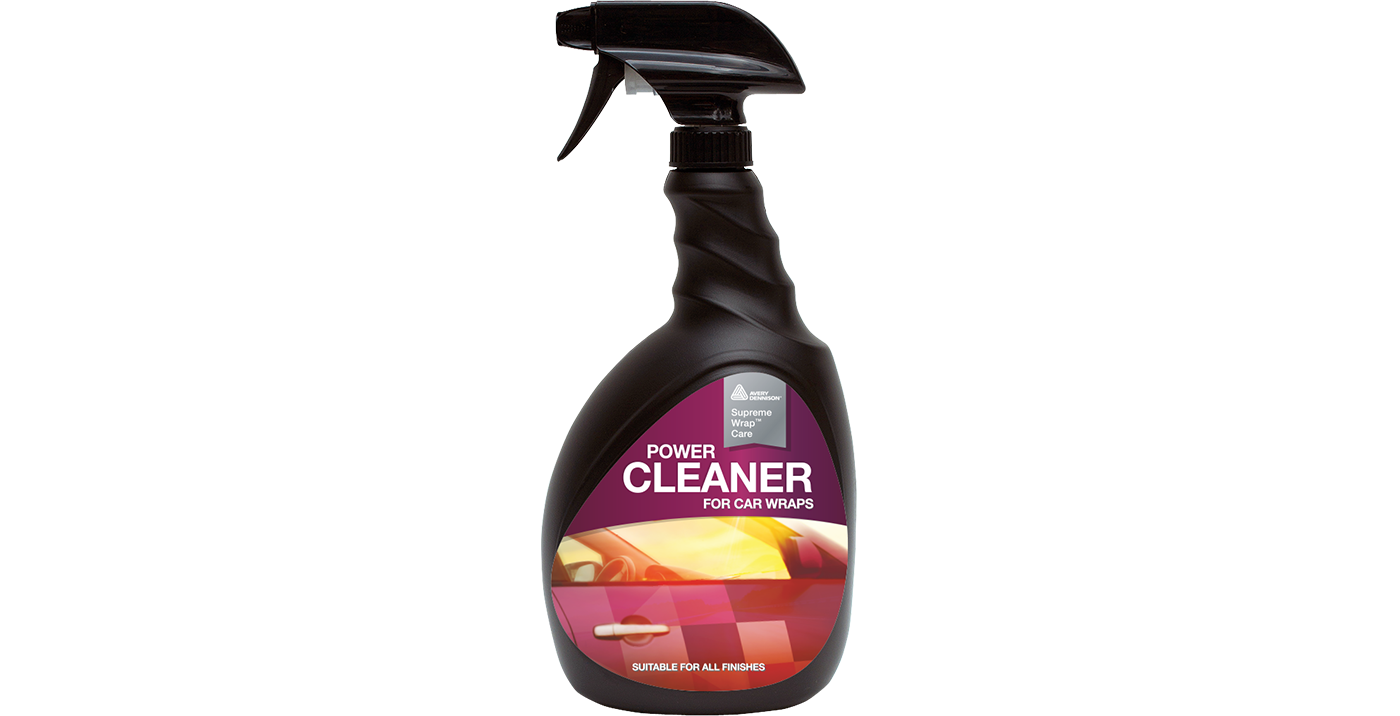 AVERY
DENNISON
Supreme
Wrap™
Care
POWER
CLEANER
FOR CAR WRAPS
SUITABLE FOR ALL FINISHES